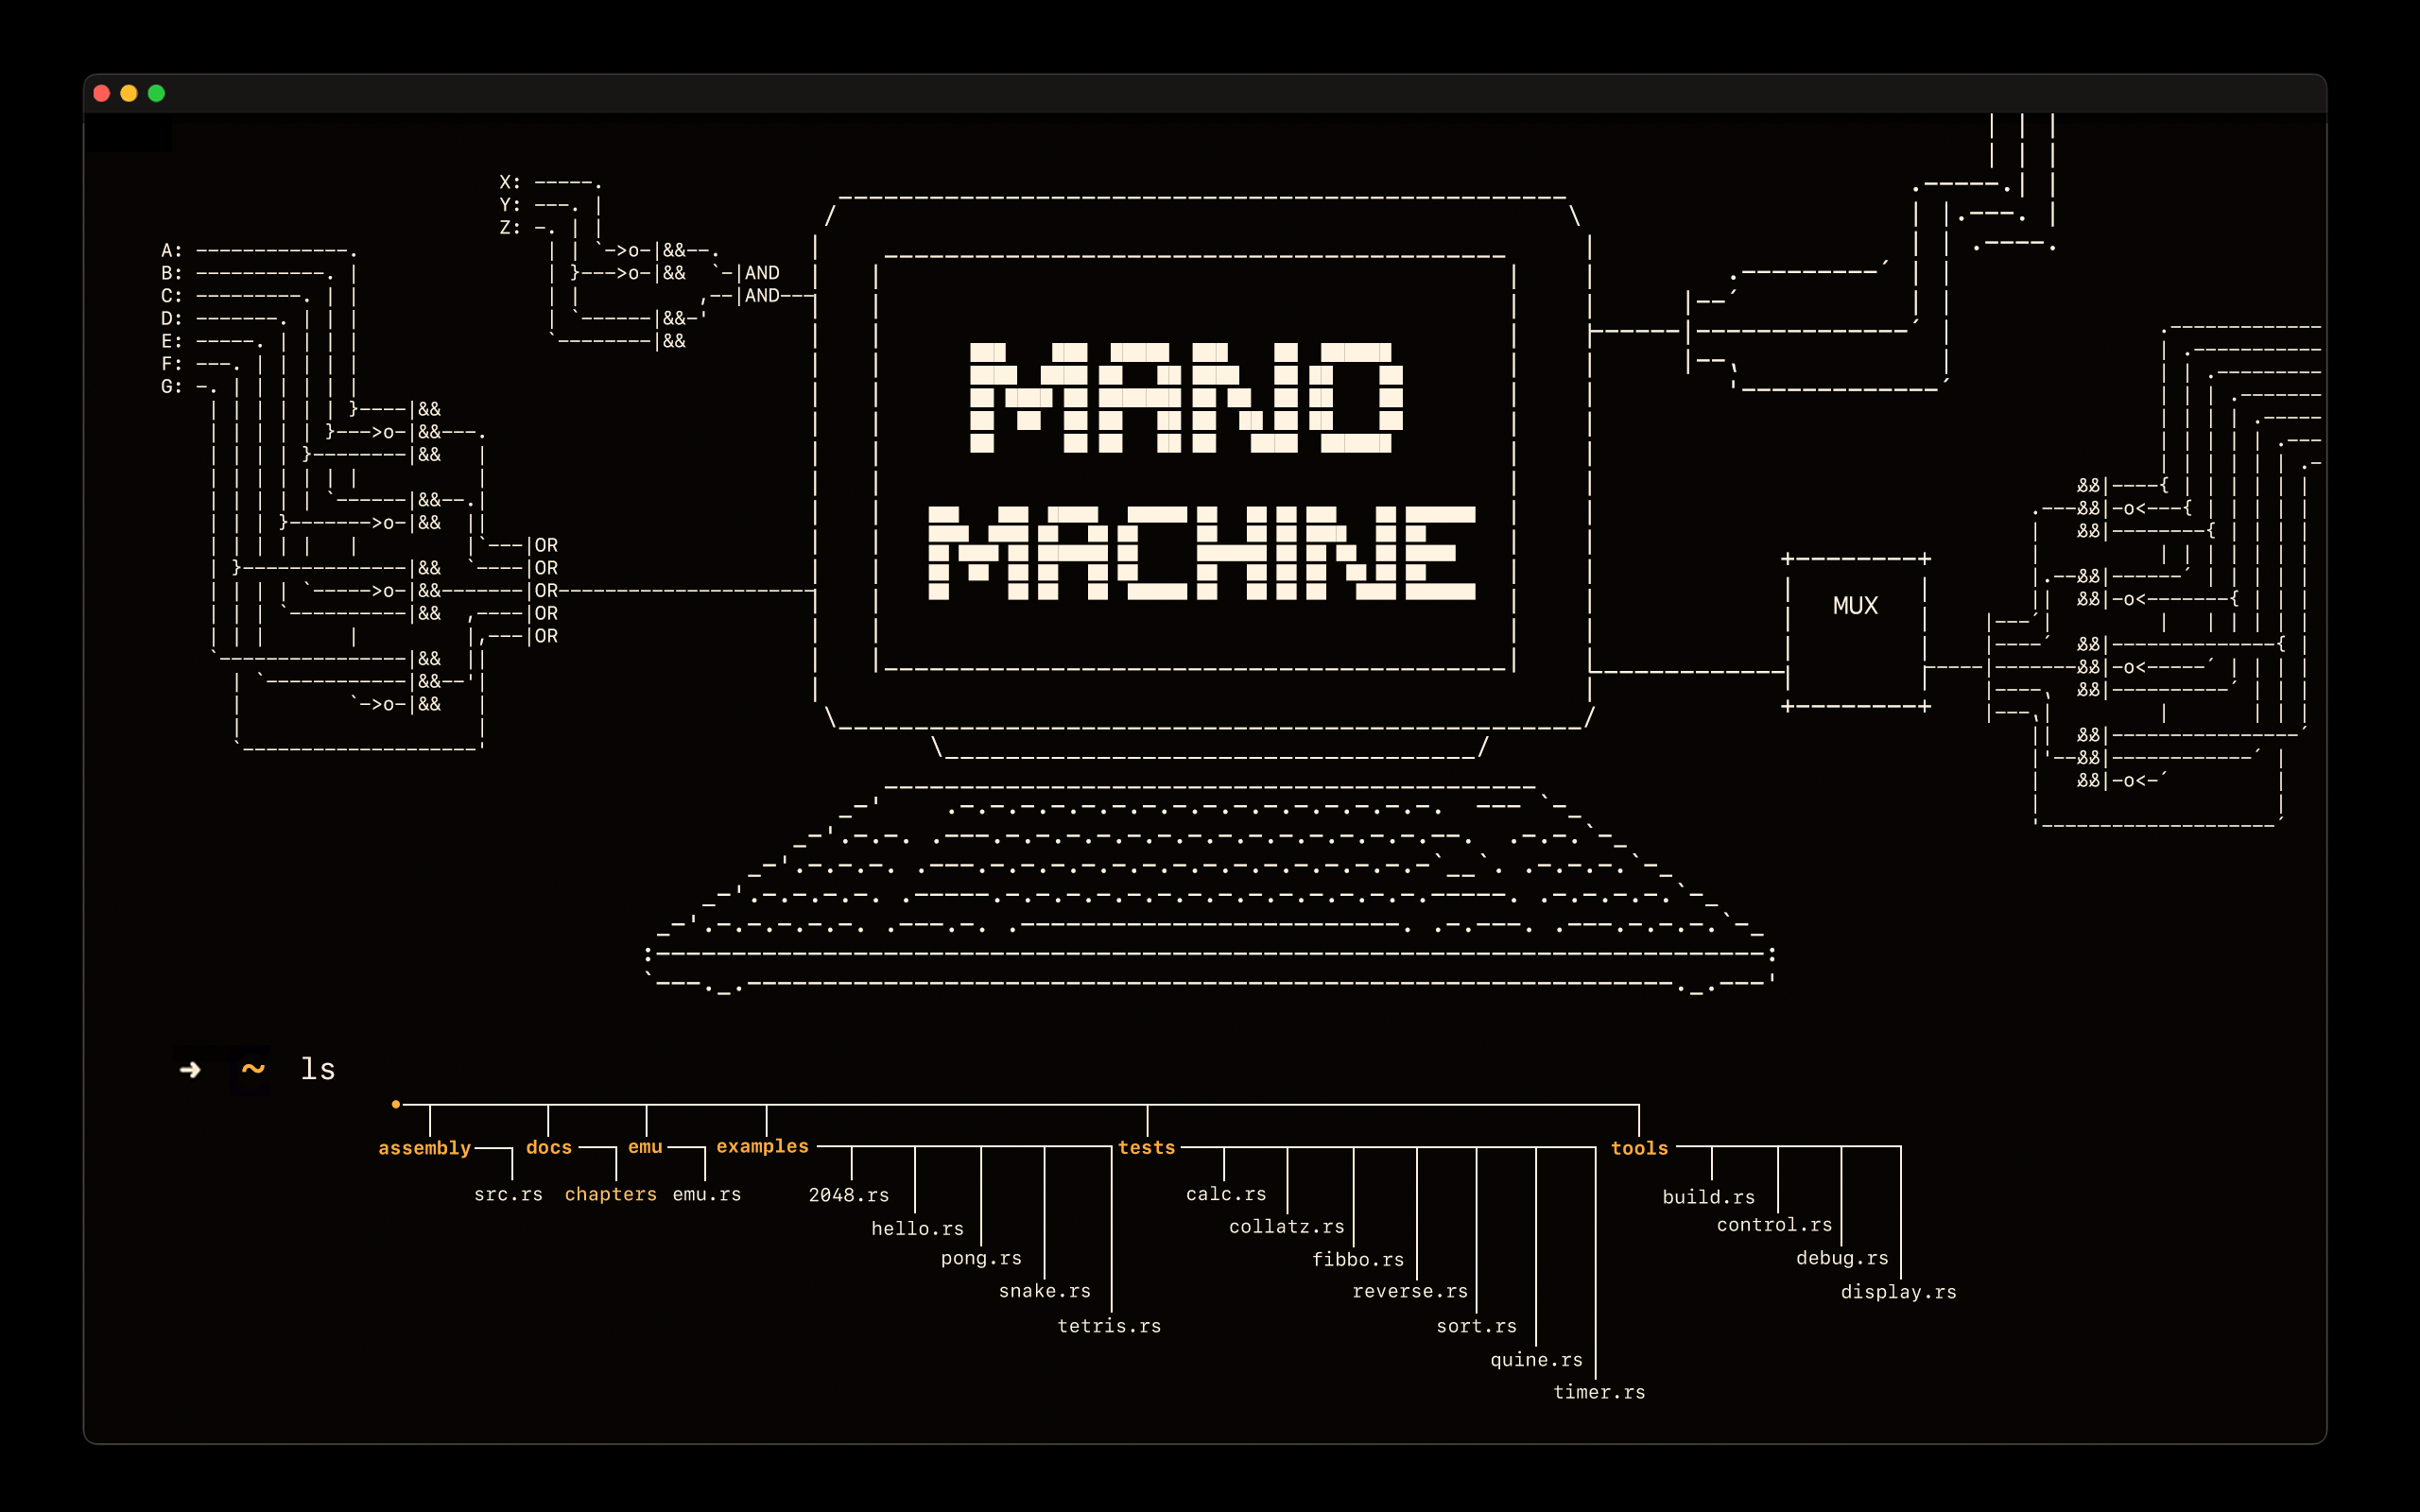 X:
Y:
Z:
A:
B:
C:
D:
E:
F:
G:
>o-|&&
>o-|&&
|&&
|&&
|AND
|AND
|&&
>o-|&&
|&&
|&&
>o-|&&
|&&
>o-|&&
|&&
|&&
|&&
>o-|&&
|OR
|OR
|OR
|OR
|OR
MANO
MACHINE
MUX
&&|
&&|-o<
&&|
&&|
&&|-o<
&&|
&&|-o<
&&|
&&|
&&|
&&|-o<
➜ ~ ls
assembly docs emu examples tests tools
src.rs chapters emu.rs 2048.rs calc.rs build.rs
hello.rs collatz.rs control.rs
pong.rs fibbo.rs debug.rs
snake.rs reverse.rs display.rs
tetris.rs sort.rs
quine.rs
timer.rs